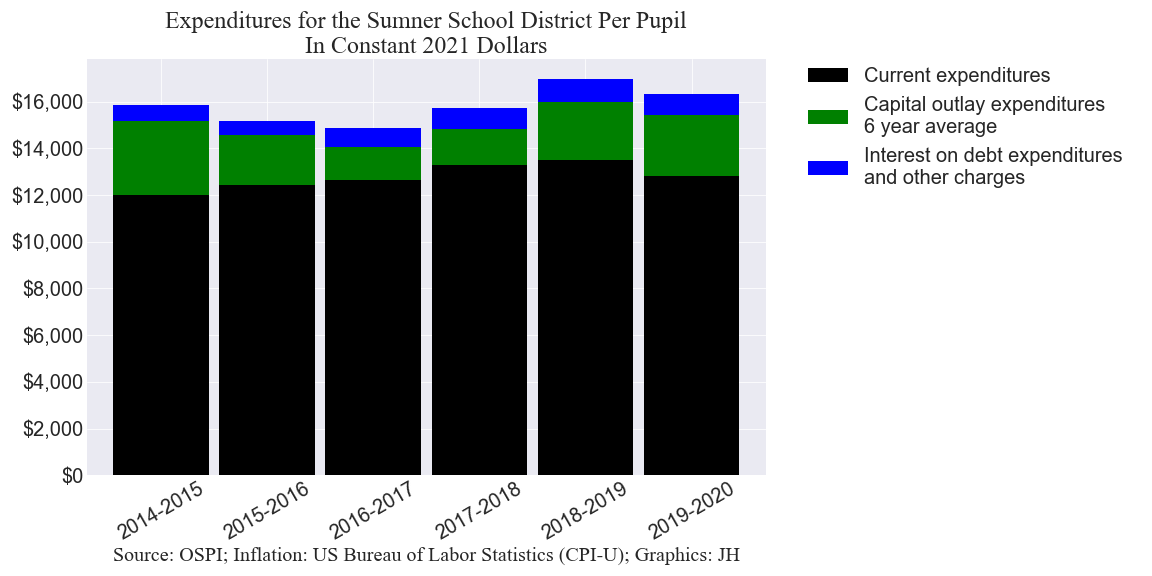 Expenditures for the Sumner School District Per Pupil
In Constant 2021 Dollars
$16,000
$14,000
$12,000
$10,000
$8,000
$6,000
$4,000
$2,000
$0
2014-2015
2015-2016
2016-2017
2017-2018
2018-2019
2019-2020
Current expenditures
Capital outlay expenditures
6 year average
Interest on debt expenditures
and other charges
Source: OSPI; Inflation: US Bureau of Labor Statistics (CPI-U); Graphics: JH